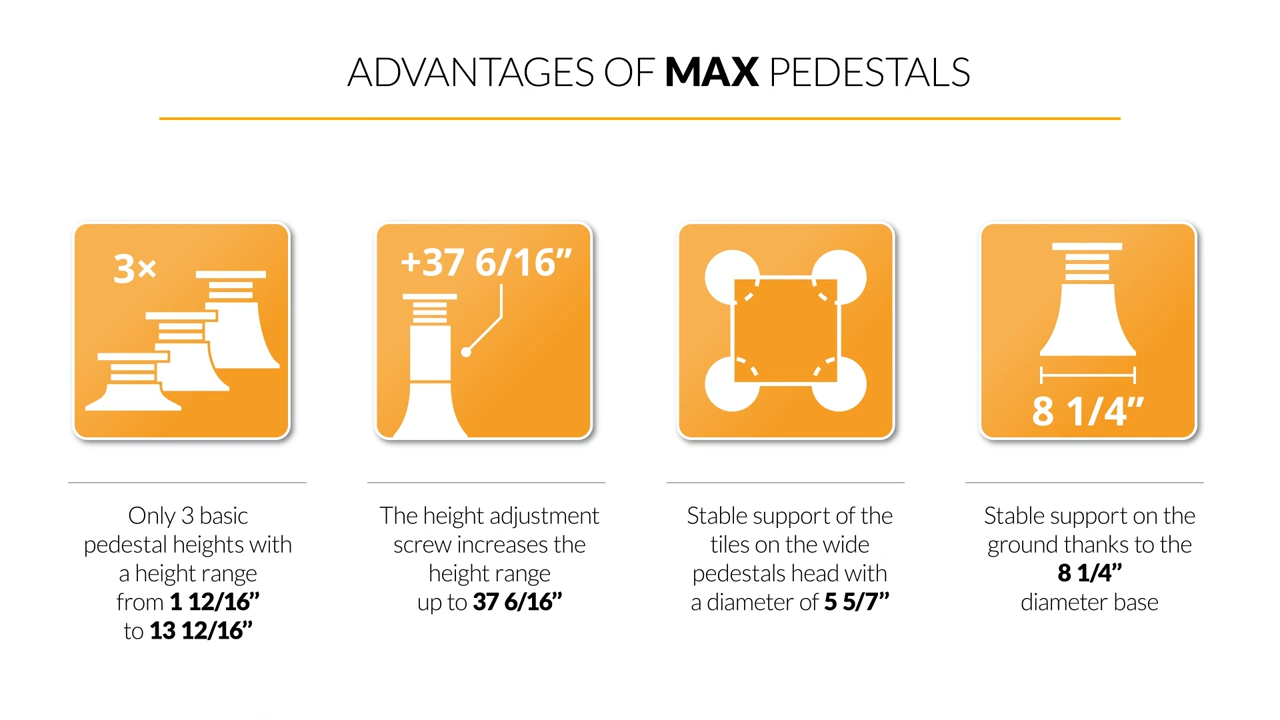 ADVANTAGES OF MAX PEDESTALS
3×
Only 3 basic
pedestal heights with
a height range
from 1 12/16”
to 13 12/16”
+37 6/16”
The height adjustment
screw increases the
height range
up to 37 6/16”
Stable support of the
tiles on the wide
pedestals head with
a diameter of 5 5/7”
8 1/4”
Stable support on the
ground thanks to the
8 1/4”
diameter base